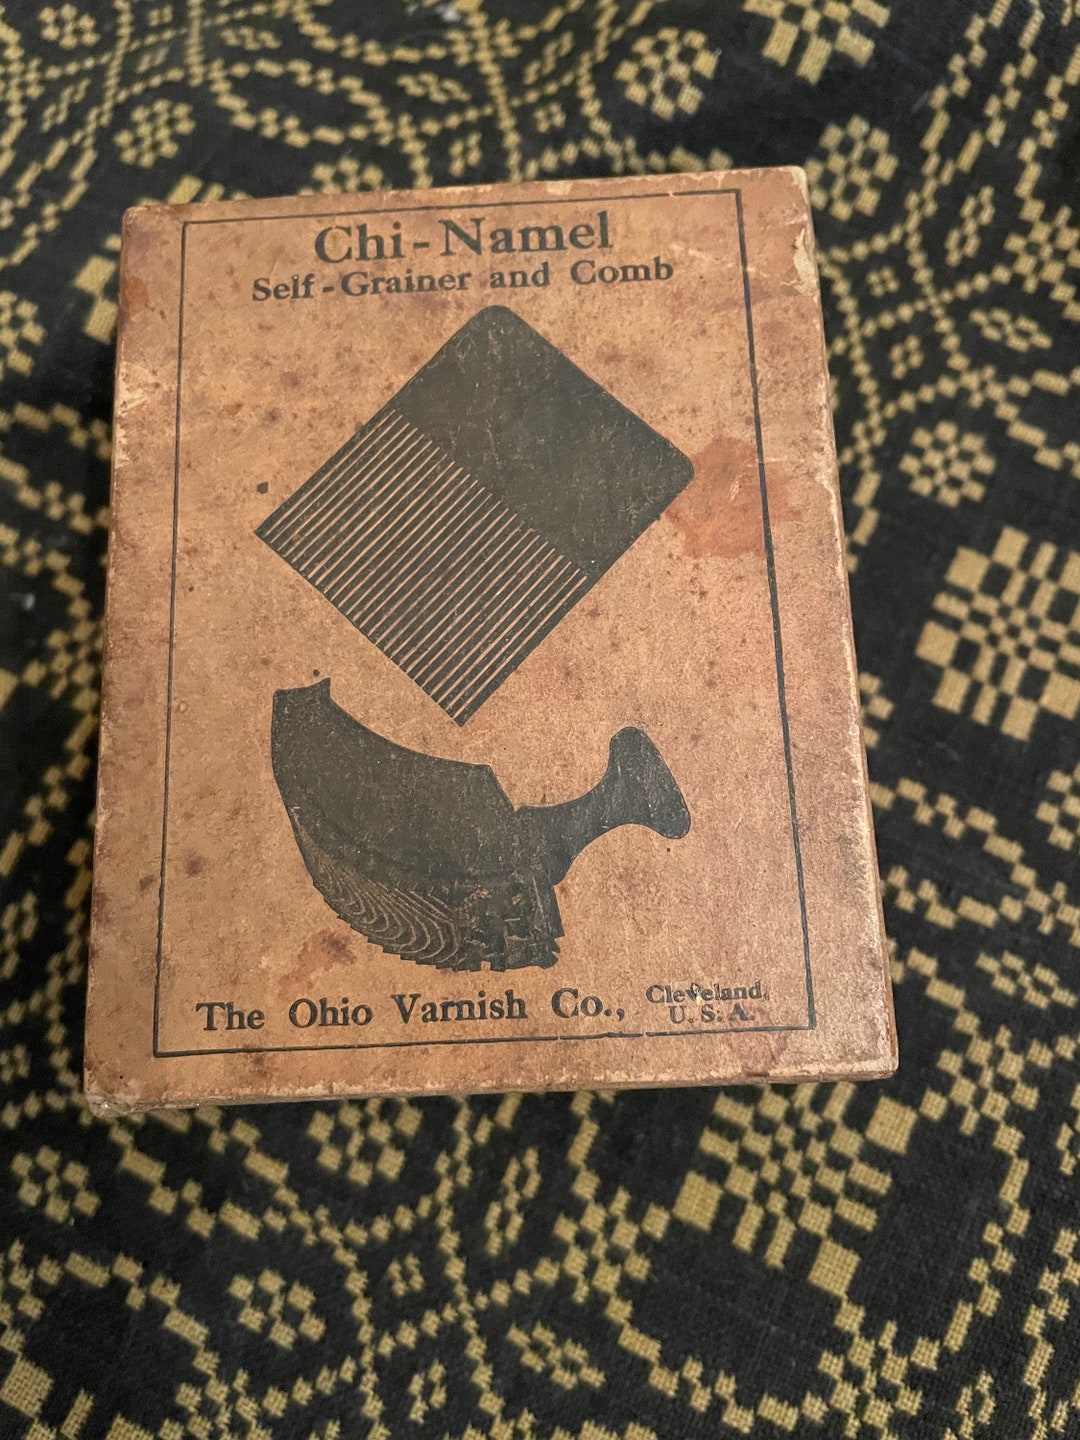 Chi-Namel
Self-Grainer and Comb
The Ohio Varnish Co., Cleveland,
U. S. A.